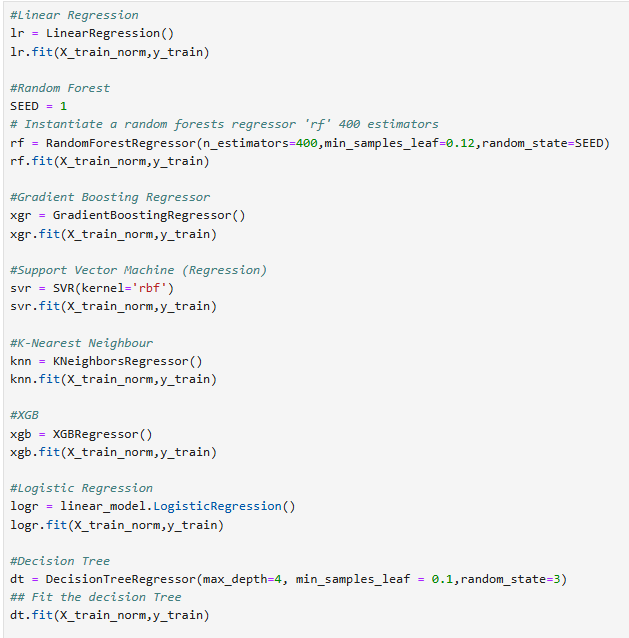 #Linear Regression
lr = LinearRegression()
lr.fit(X_train_norm,y_train)
#Random Forest
SEED = 1
# Instantiate a random forests regressor 'rf' 400 estimators
rf = RandomForestRegressor(n_estimators=400,min_samples_leaf=0.12,random_state=SEED)
rf.fit(X_train_norm,y_train)
#Gradient Boosting Regressor
xgr = GradientBoostingRegressor()
xgr.fit(X_train_norm,y_train)
#Support Vector Machine (Regression)
svr = SVR(kernel='rbf')
svr.fit(X_train_norm,y_train)
#K-Nearest Neighbour
knn = KNeighborsRegressor()
knn.fit(X_train_norm,y_train)
#XGB
xgb = XGBRegressor()
xgb.fit(X_train_norm,y_train)
#Logistic Regression
logr = linear_model.LogisticRegression()
logr.fit(X_train_norm,y_train)
#Decision Tree
dt = DecisionTreeRegressor(max_depth=4, min_samples_leaf = 0.1,random_state=3)
## Fit the decision Tree
dt.fit(X_train_norm,y_train)